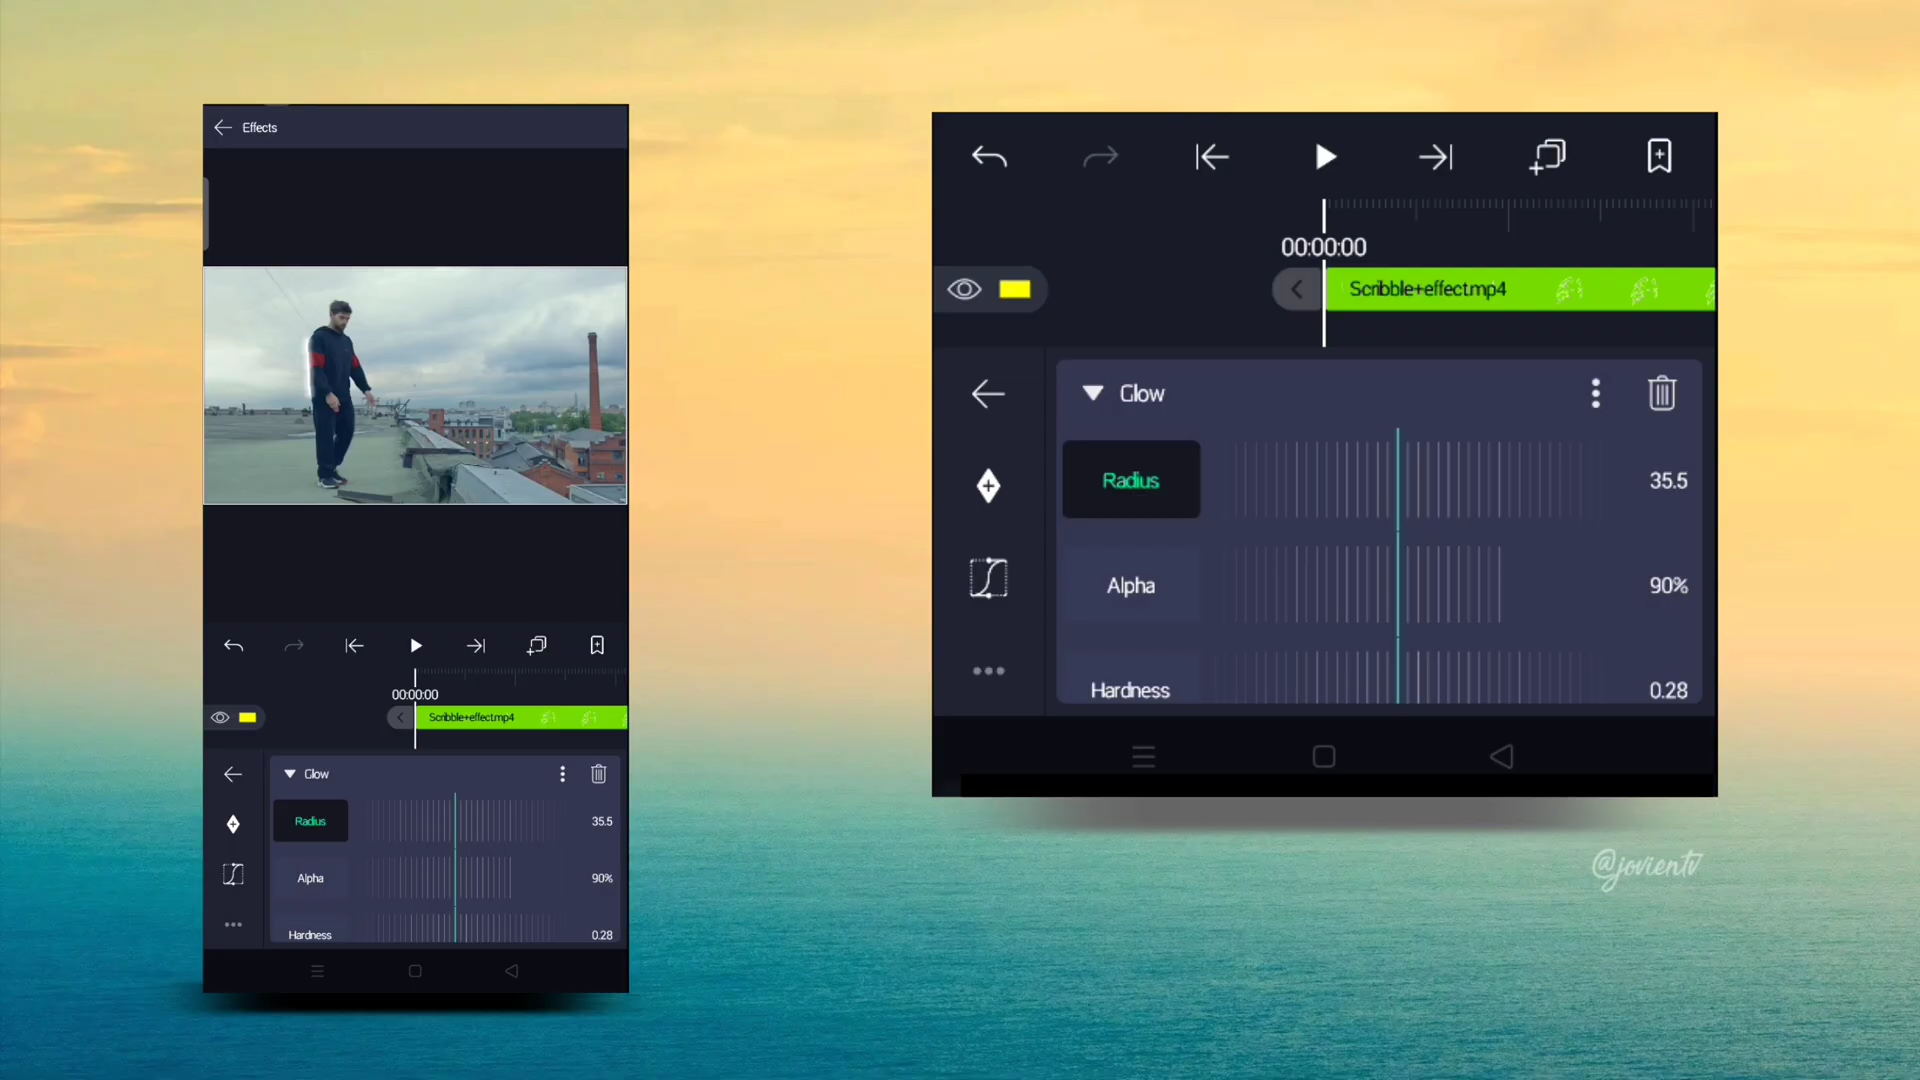 Effects
00:00:00
Scribble+effect.mp4
Glow
Radius
35.5
Alpha
90%
Hardness
0.28
00:00:00
Scribble+effect.mp4
Glow
Radius
35.5
Alpha
90%
Hardness
0.28
@jovientv